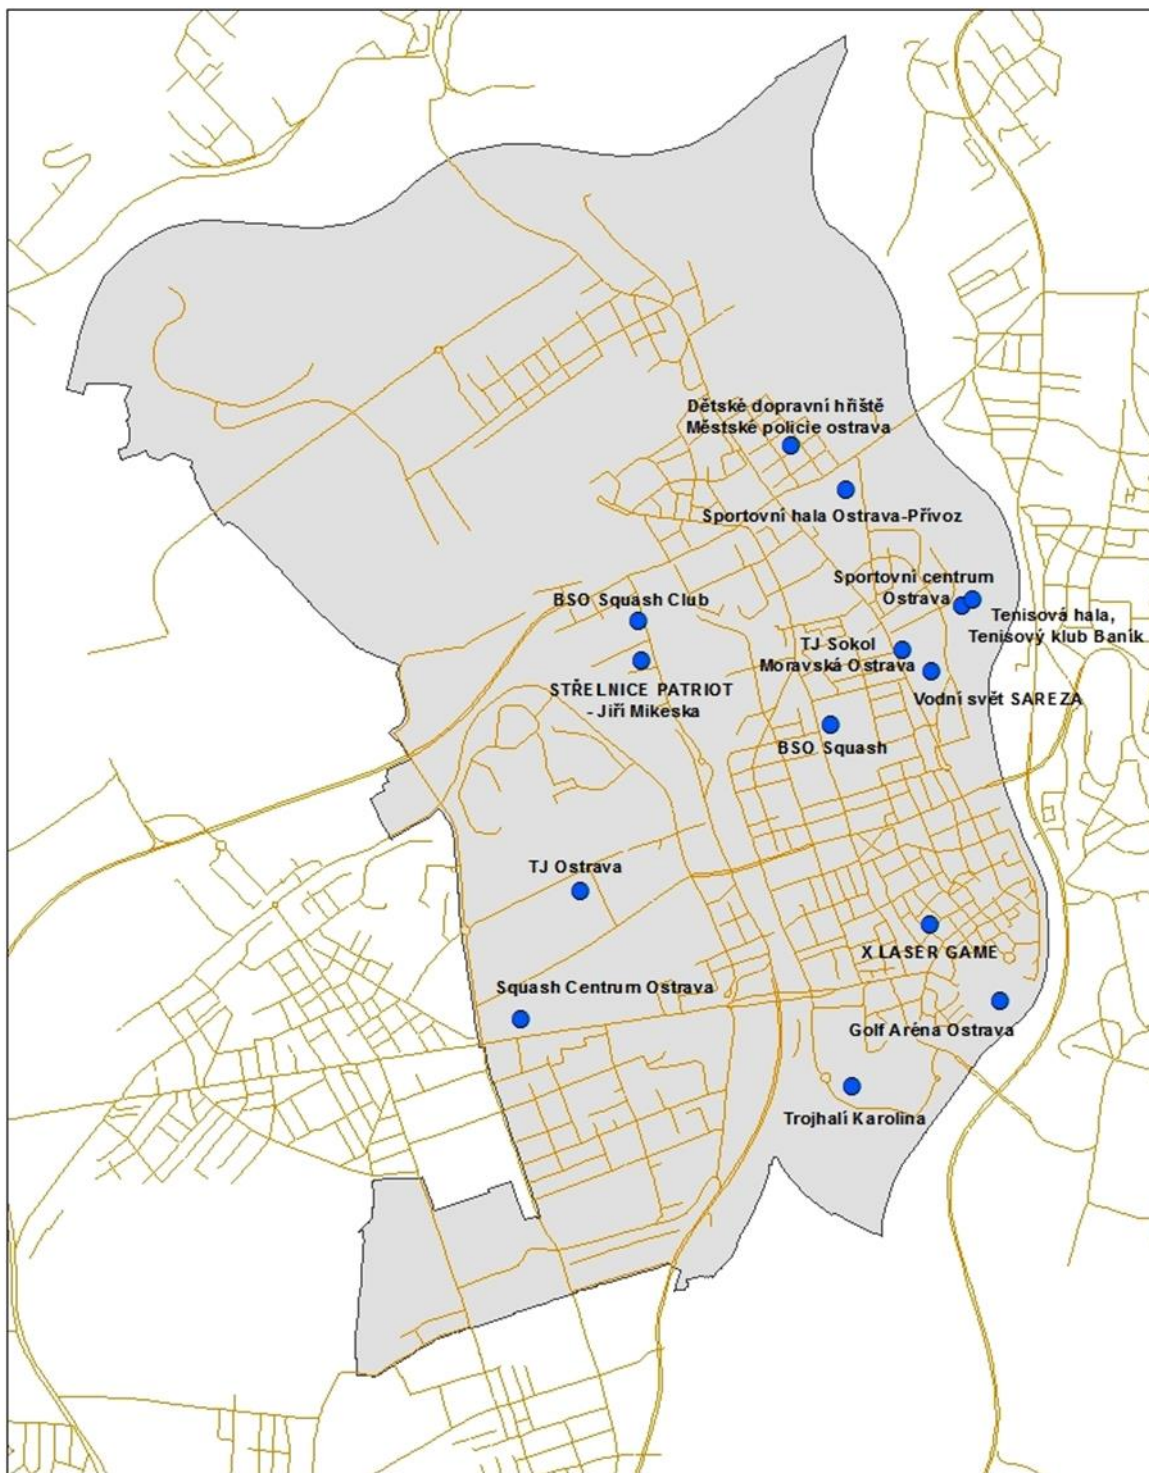 Dětské dopravní hřiště
Městské policie ostrava
Sportovní hala Ostrava-Přívoz
Sportovní centrum
Ostrava
BSO Squash Club
Tenisová hala,
Tenisový klub Baník
TJ Sokol
Moravská Ostrava
STŘELNICE PATRIOT
- Jiří Mikeska
Vodní svět SAREZA
BSO Squash
TJ Ostrava
X LASER GAME
Squash Centrum Ostrava
Golf Aréna Ostrava
Trojhalí Karolina